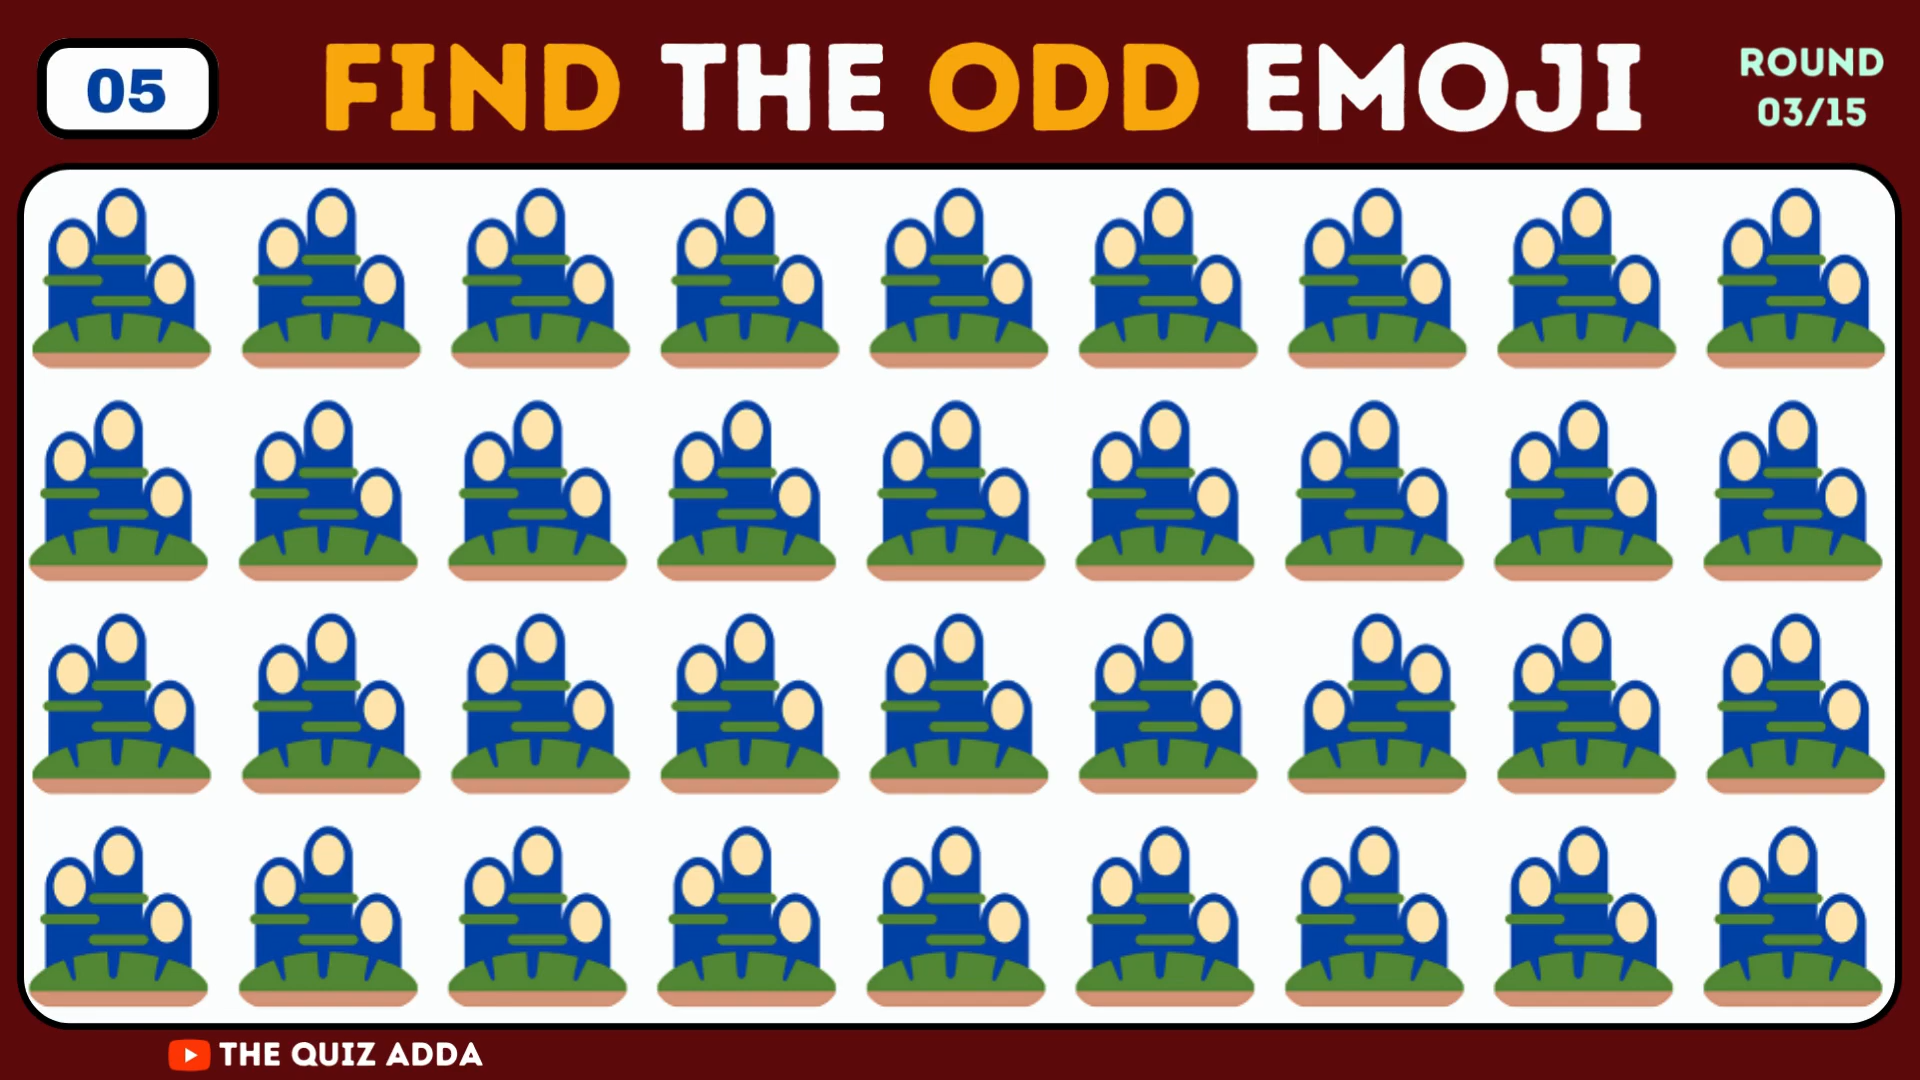 05
FIND THE ODD EMOJI
ROUND
03/15
THE QUIZ ADDA